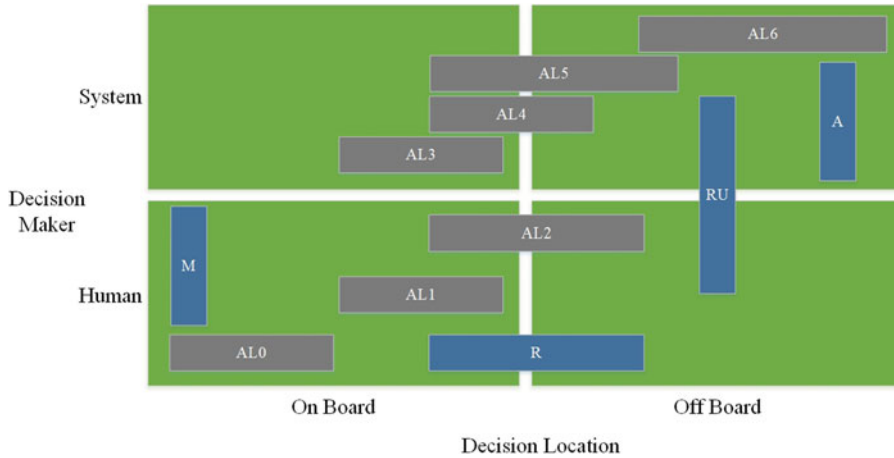 AL6
AL5
System
AL4
A
AL3
Decision
Maker
RU
AL2
M
Human
AL1
AL0
R
On Board
Off Board
Decision Location